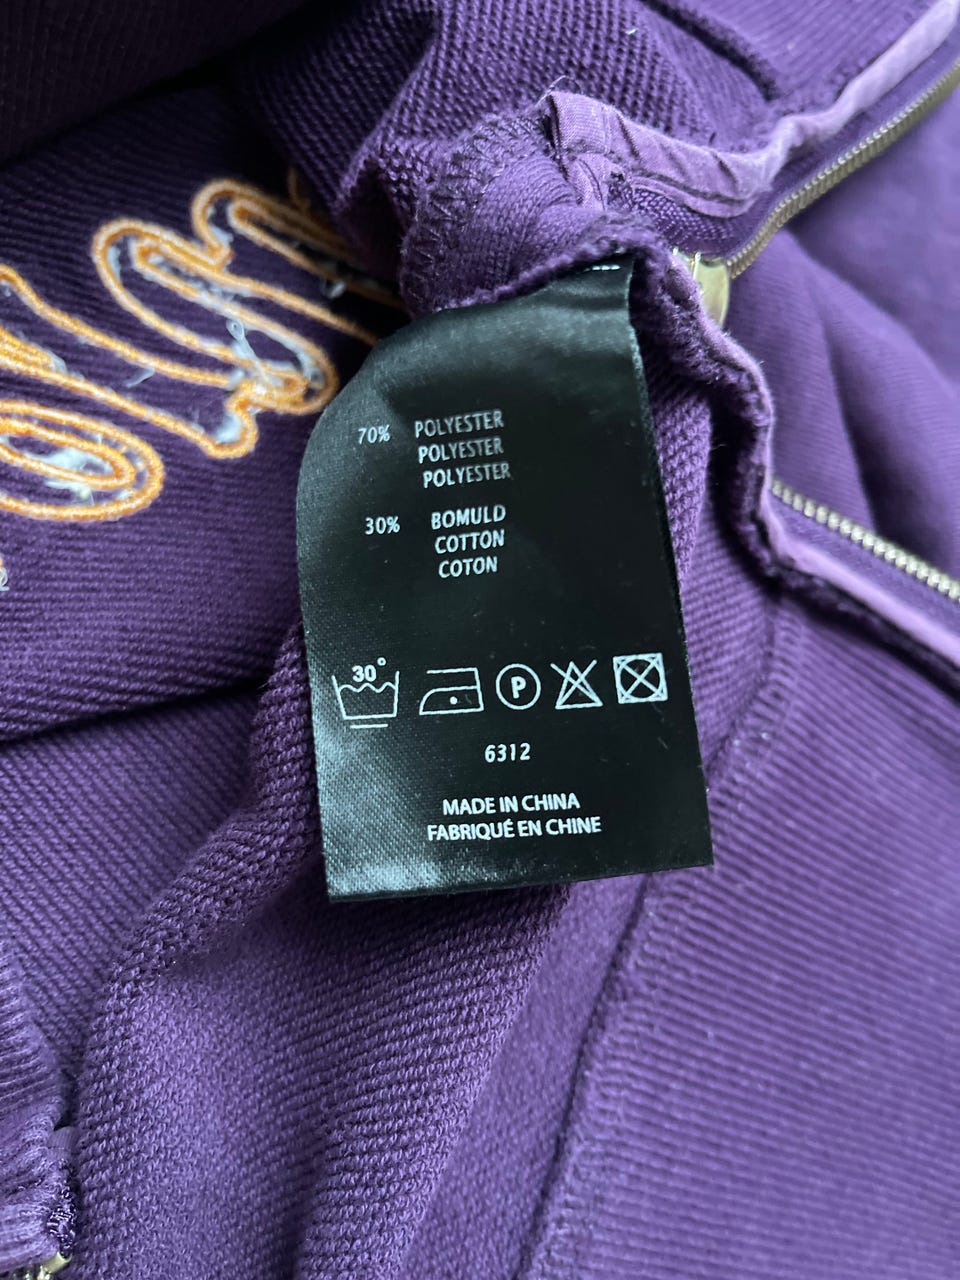 70% POLYESTER
POLYESTER
POLYESTER
30% BOMULD
COTTON
COTON
30°
P
6312
MADE IN CHINA
FABRIQUÉ EN CHINE